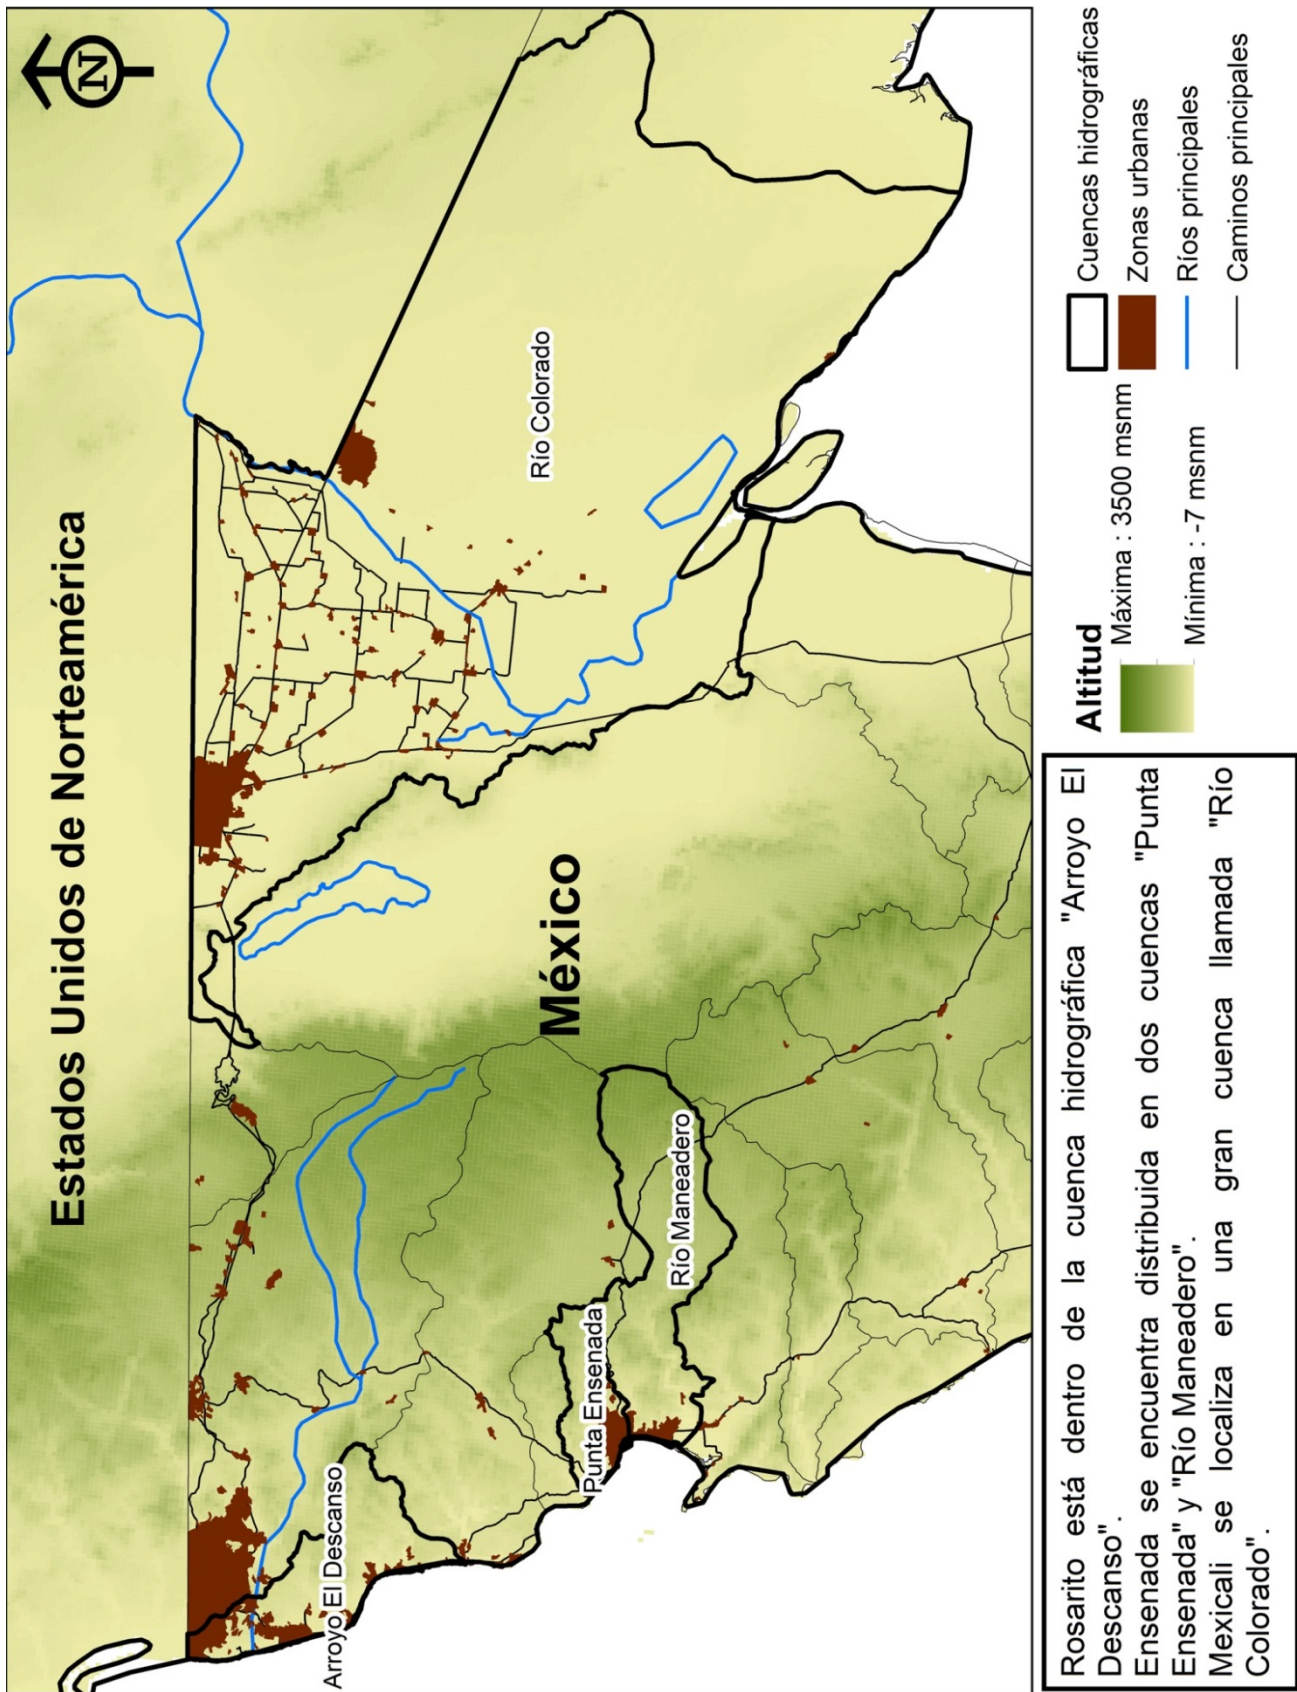 Estados Unidos de Norteamérica
N
Río Colorado
México
Arroyo El Descanso
Punta Ensenada
Río Maneadero
Rosario está dentro de la cuenca hidrográfica "Arroyo El
Descanso".
Ensenada se encuentra distribuida en dos cuencas "Punta
Ensenada" y "Río Maneadero".
Mexicali se localiza en una gran cuenca llamada "Río
Colorado".
Altitud
Máxima : 3500 msnm
Mínima : -7 msnm
Cuencas hidrográficas
Zonas urbanas
Ríos principales
Caminos principales